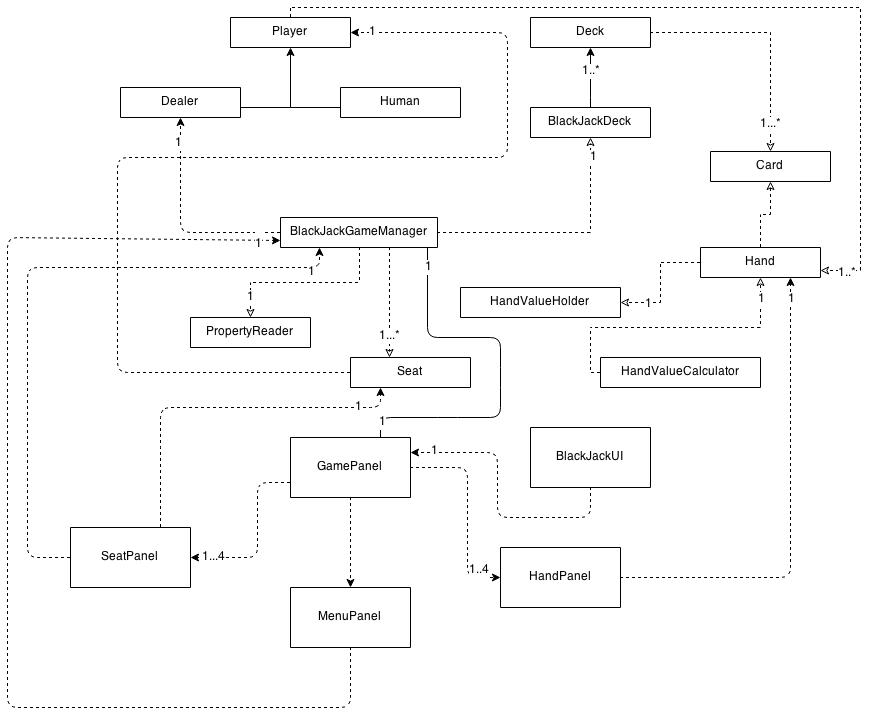 Player
1
Deck
1..*
Dealer
Human
BlackJackDeck
1...*
1
1
Card
BlackJackGameManager
1
1
1
Hand
1..*
1
HandValueHolder
1
1
1
PropertyReader
1...*
Seat
HandValueCalculator
1
1
GamePanel
1
BlackJackUI
SeatPanel
1...4
1..4
HandPanel
MenuPanel